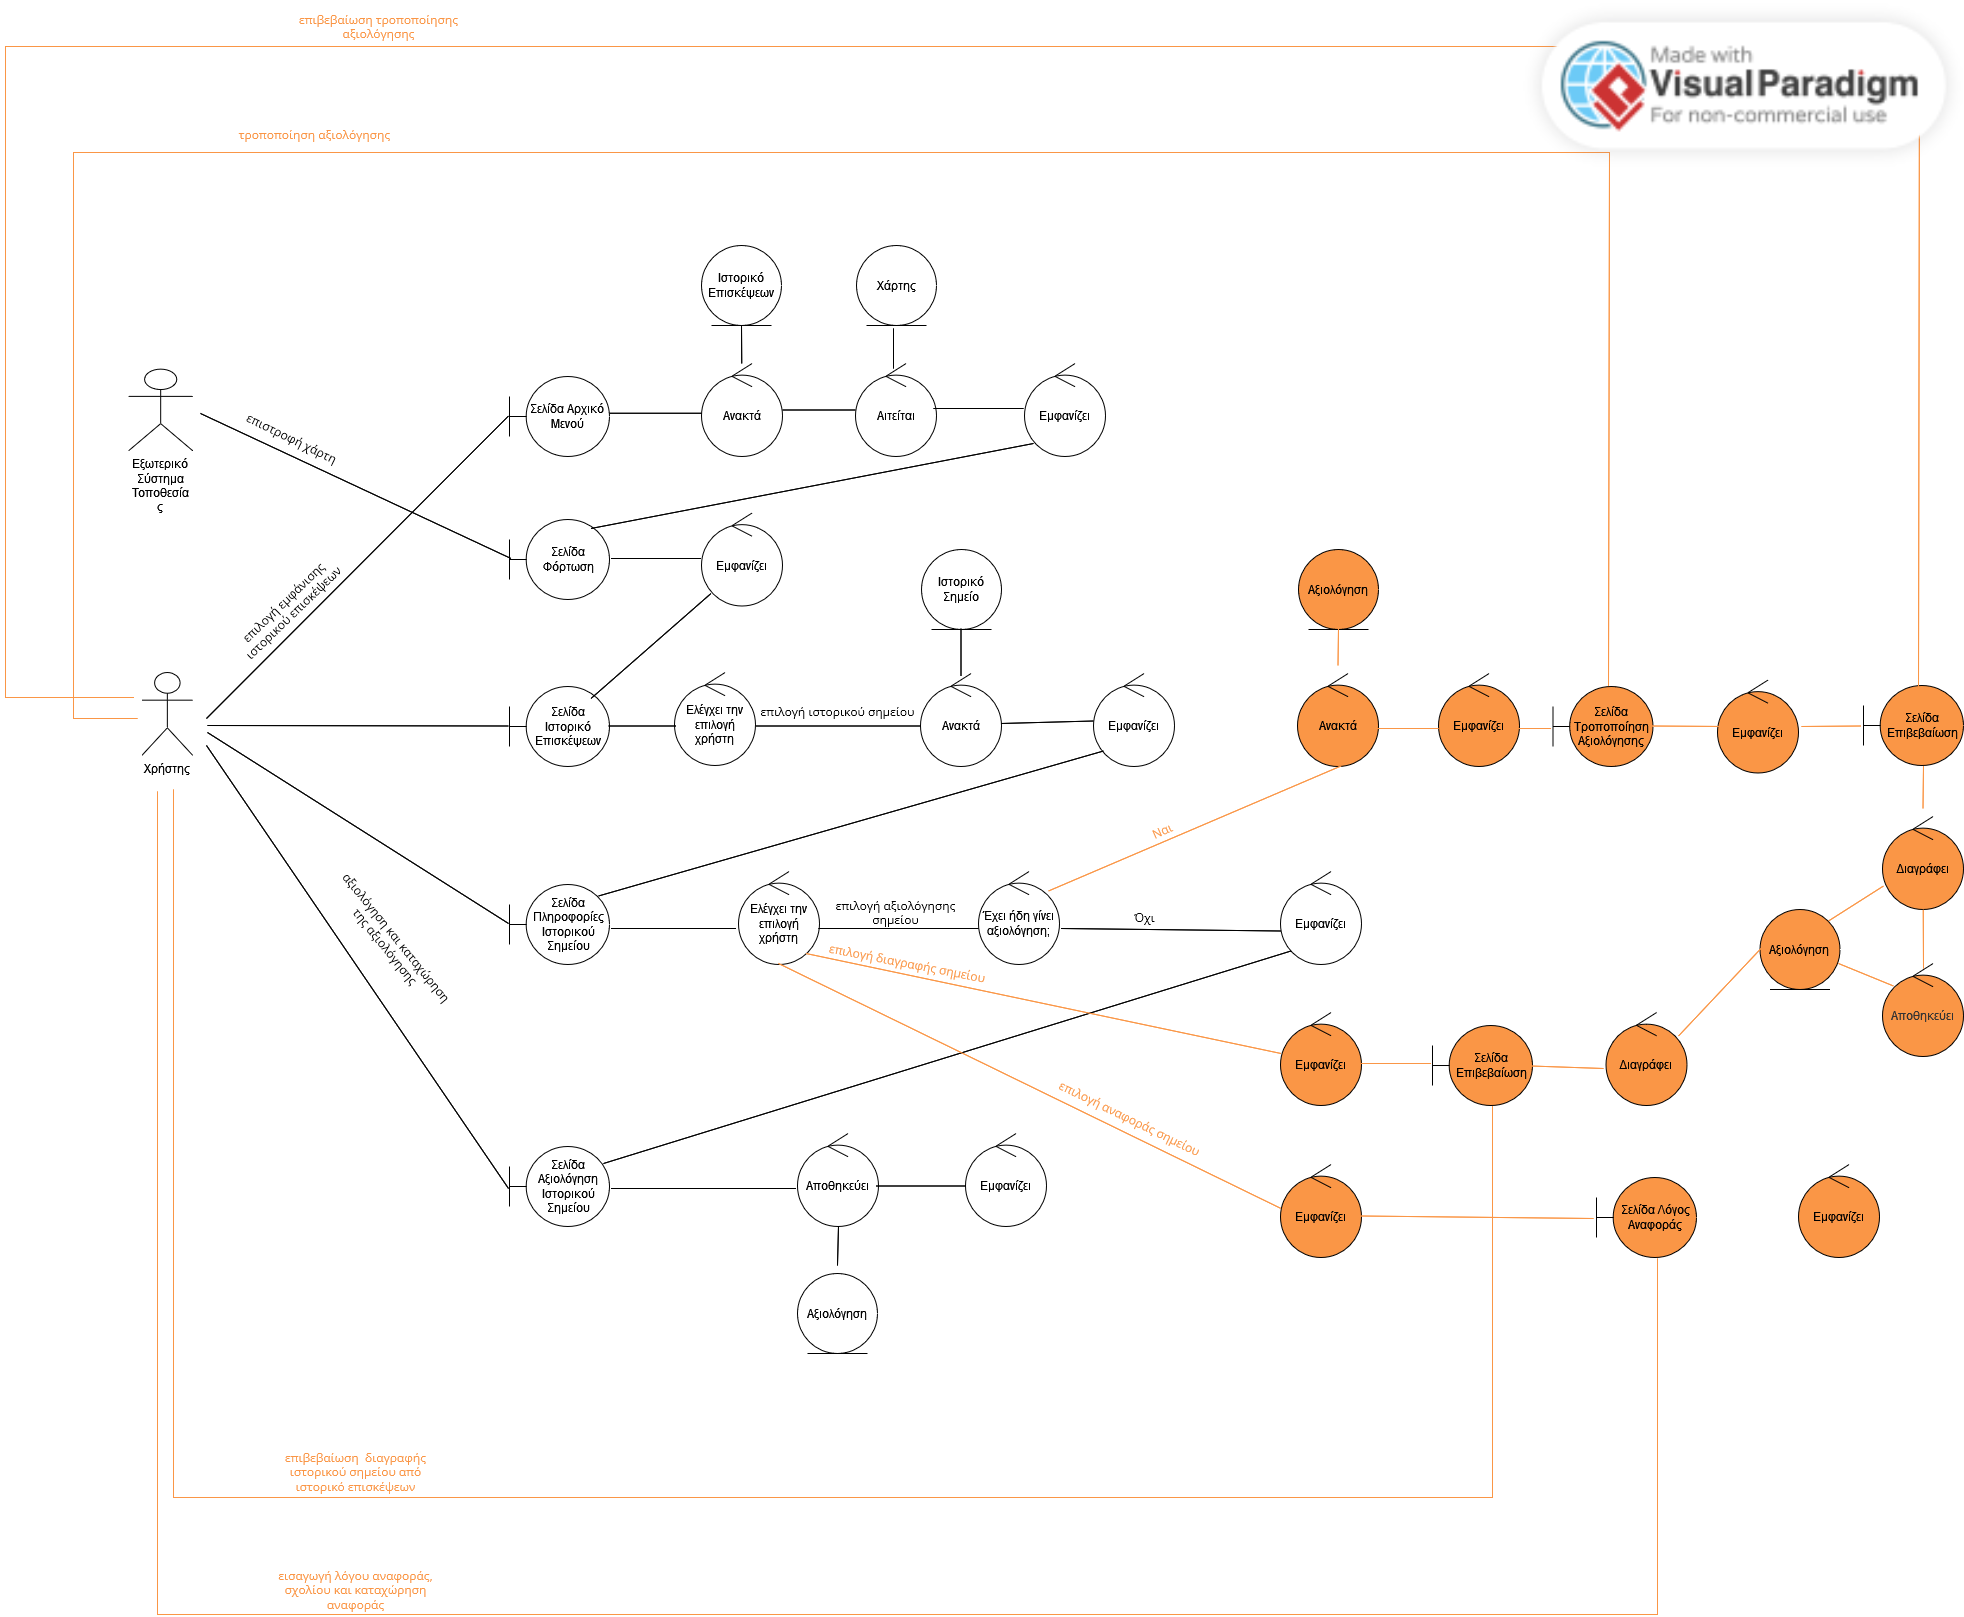 επιβεβαίωση τροποποίησης
αξιολόγησης
Made with
Visual Paradigm
For non-commercial use
τροποποίηση αξιολόγησης
Ιστορικό
Επισκέψεων
Χάρτης
Εξωτερικό
Σύστημα
Τοποθεσία
ς
επιστροφή χάρτη
Σελίδα Αρχικό
Μενού
Ανακτά
Αιτείται
Εμφανίζει
Σελίδα
Φόρτωση
Εμφανίζει
επιλογή εμφάνισης
ιστορικού επισκέψεων
Ιστορικό
Σημείο
Αξιολόγηση
Χρήστης
Σελίδα
Ιστορικό
Επισκέψεων
Ελέγχει την
επιλογή
χρήστη
επιλογή ιστορικού σημείου
Ανακτά
Εμφανίζει
Ανακτά
Εμφανίζει
Σελίδα
Τροποποίηση
Αξιολόγησης
Εμφανίζει
Σελίδα
Επιβεβαίωση
Ναι
Διαγράφει
αξιολόγηση και καταχώρηση
της αξιολόγησης
Σελίδα
Πληροφορίες
Ιστορικού
Σημείου
Ελέγχει την
επιλογή
χρήστη
επιλογή αξιολόγησης
σημείου
Έχει ήδη γίνει
αξιολόγηση;
Όχι
Εμφανίζει
Αξιολόγηση
επιλογή διαγραφής σημείου
Αποθηκεύει
Εμφανίζει
Σελίδα
Επιβεβαίωση
Διαγράφει
επιλογή αναφοράς σημείου
Σελίδα
Αξιολόγηση
Ιστορικού
Σημείου
Αποθηκεύει
Εμφανίζει
Εμφανίζει
Σελίδα Λόγος
Αναφοράς
Εμφανίζει
Αξιολόγηση
επιβεβαίωση διαγραφής
ιστορικού σημείου από
ιστορικό επισκέψεων
εισαγωγή λόγου αναφοράς,
σχολίου και καταχώρηση
αναφοράς